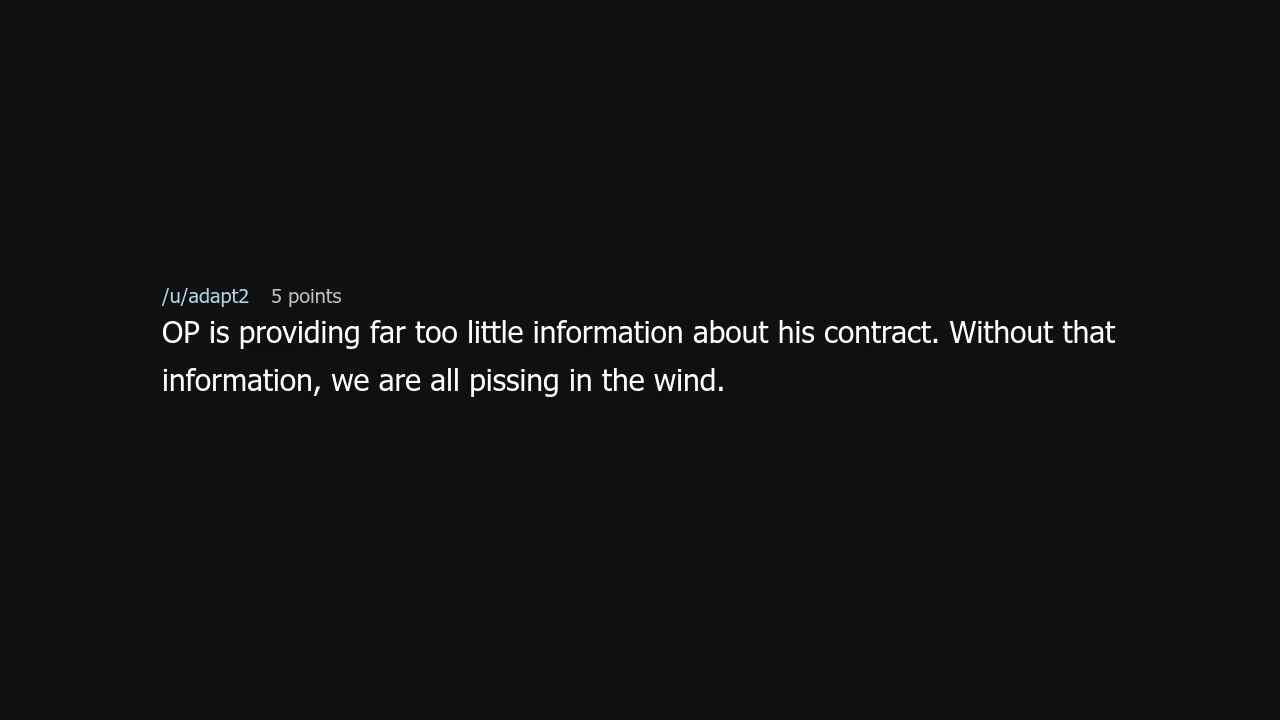 /u/adapt2 5 points
OP is providing far too little information about his contract. Without that
information, we are all pissing in the wind.